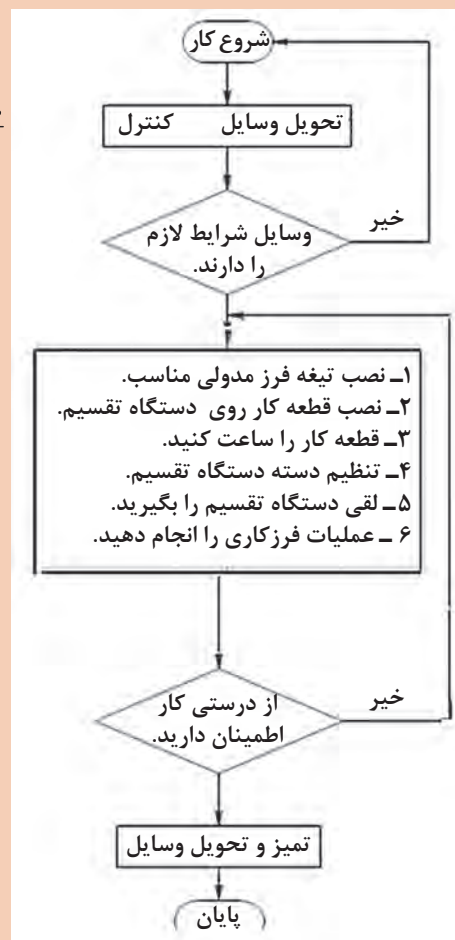 شروع کار
تحویل وسایل کنترل
وسایل شرایط لازم
را دارند.
خیر
۱ـ نصب تیغه فرز مدولی مناسب.
۲ـ نصب قطعه کار روی دستگاه تقسیم.
۳ـ قطعه کار را ساعت کنید.
۴ـ تنظیم دسته دستگاه تقسیم.
۵ـ لقی دستگاه تقسیم را بگیرید.
۶ ـ عملیات فرزکاری را انجام دهید.
از درستی کار
اطمینان دارید.
خیر
تمیز و تحویل وسایل
پایان